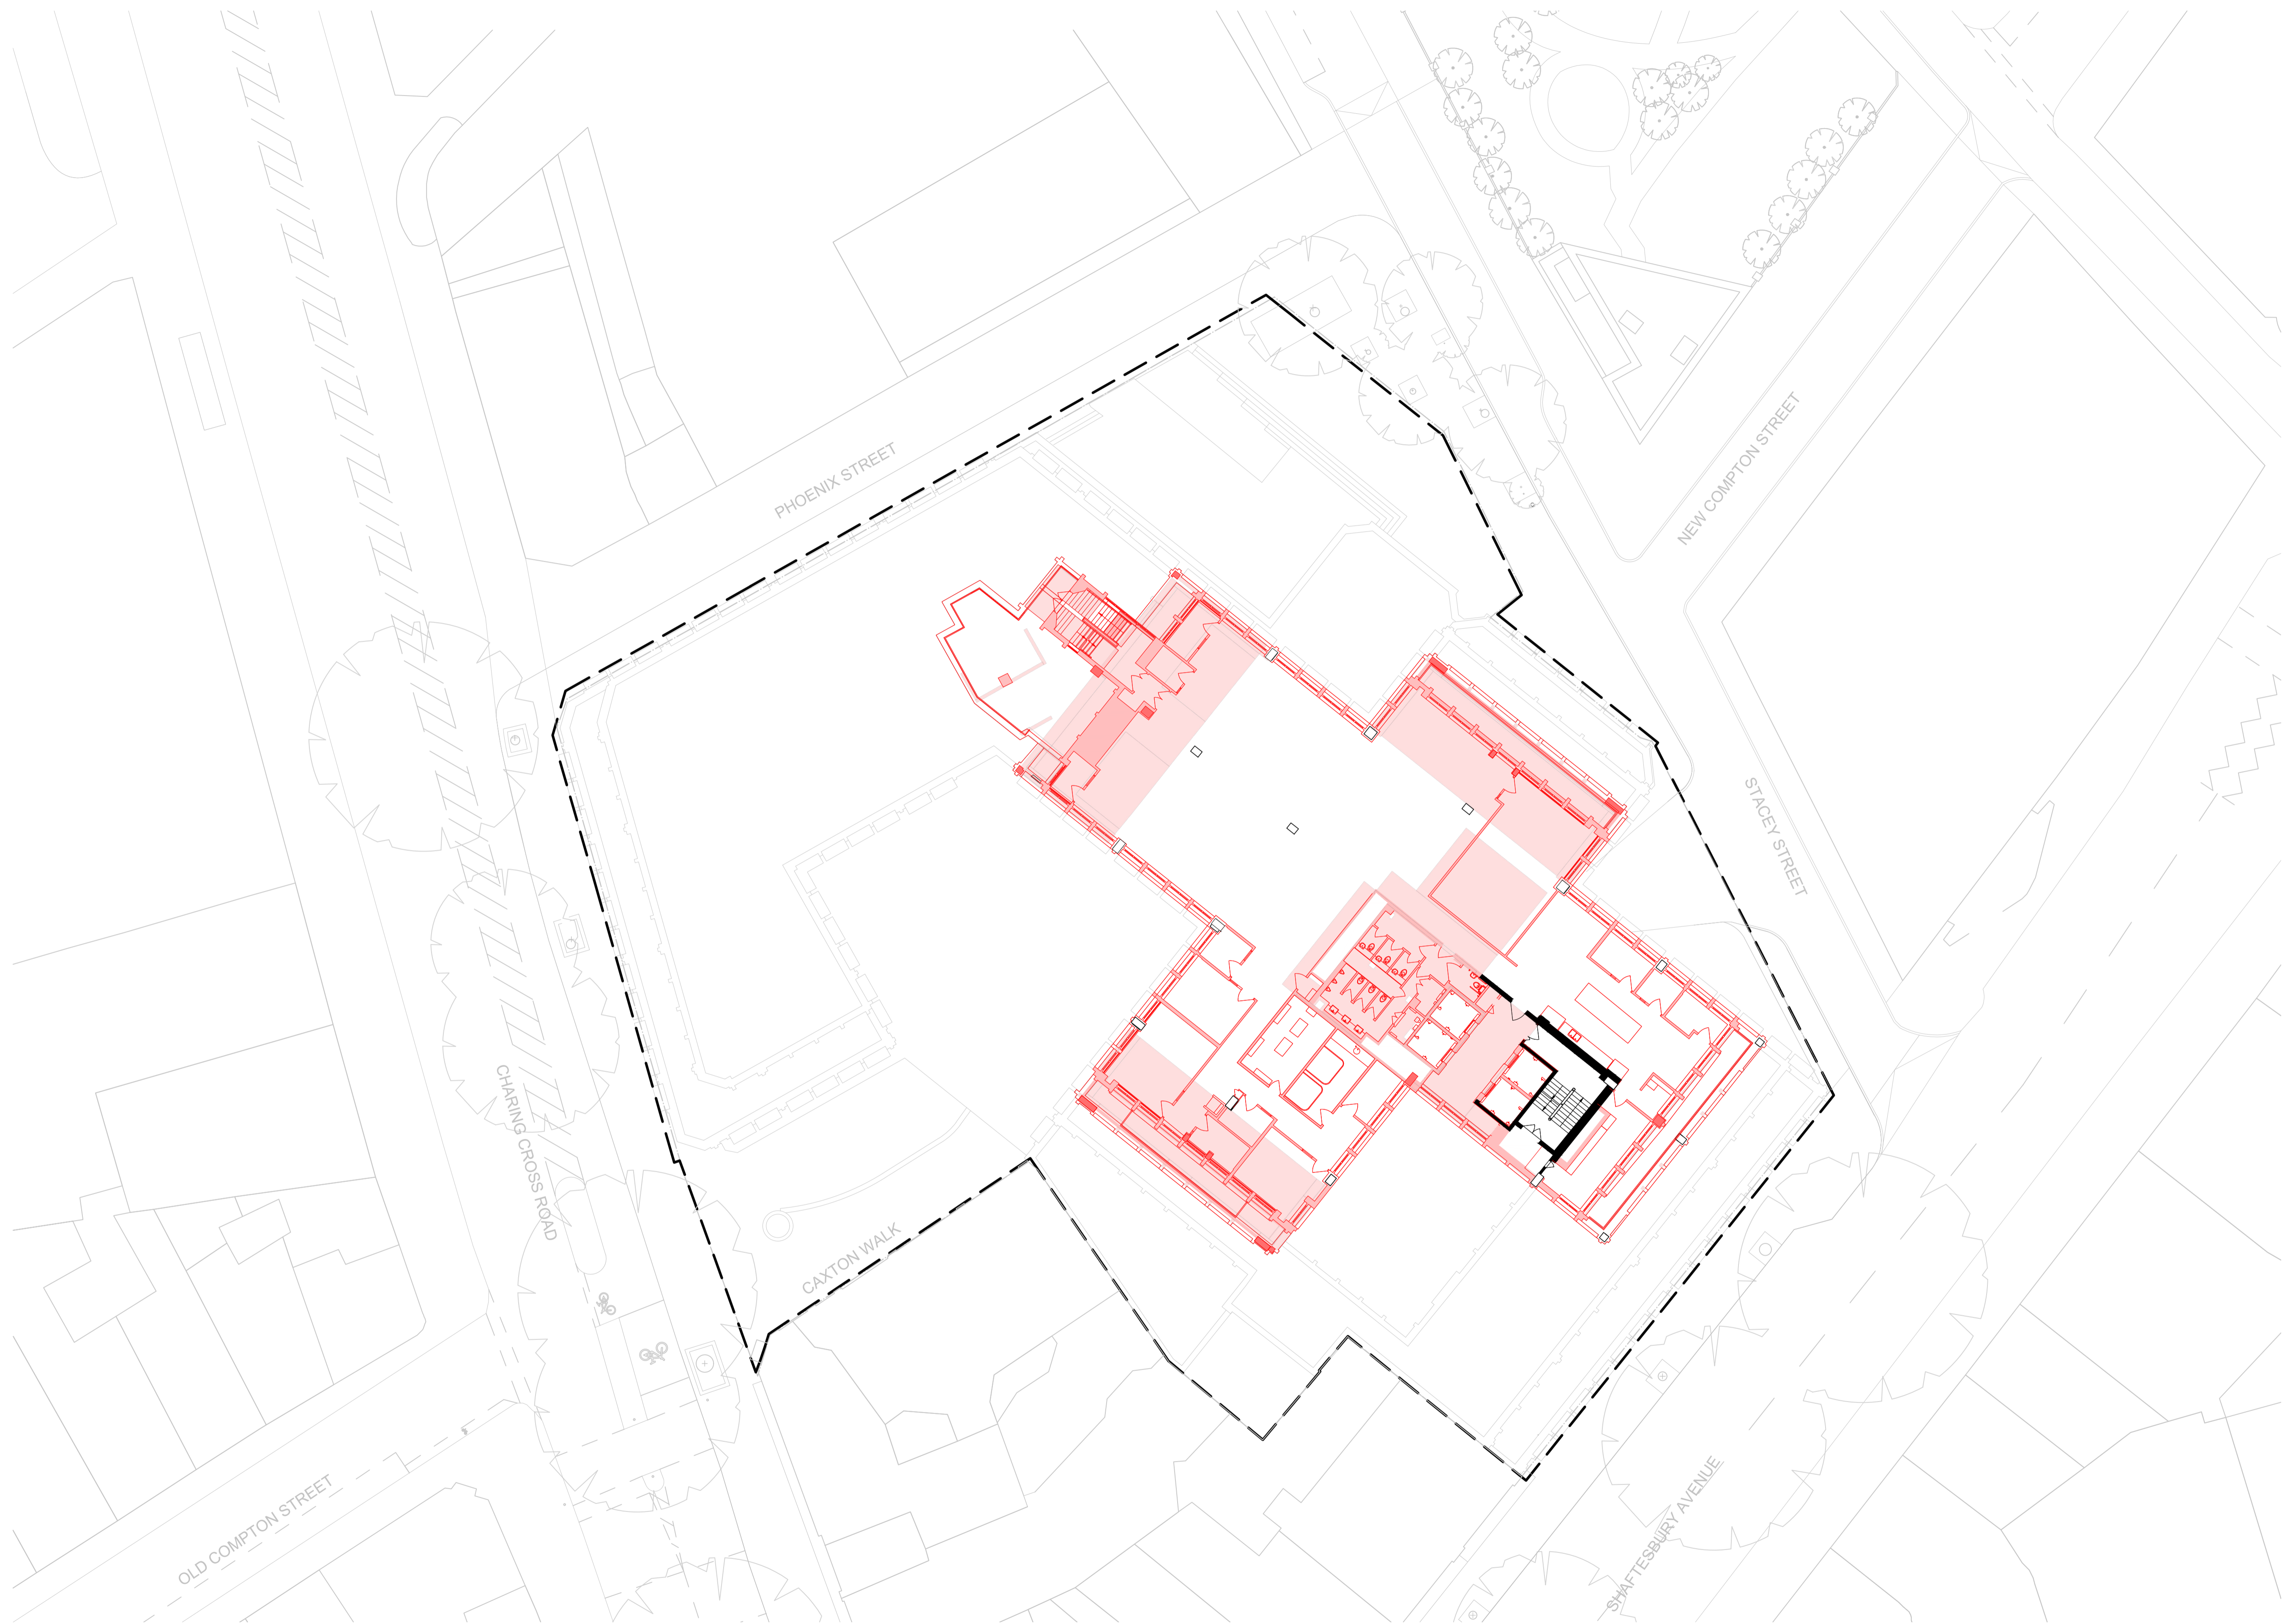 PHOENIX STREET
NEW COMPTON STREET
STACEY STREET
CHARING CROSS ROAD
CAXTON WALK
OLD COMPTON STREET
SHAFTESBURY AVENUE